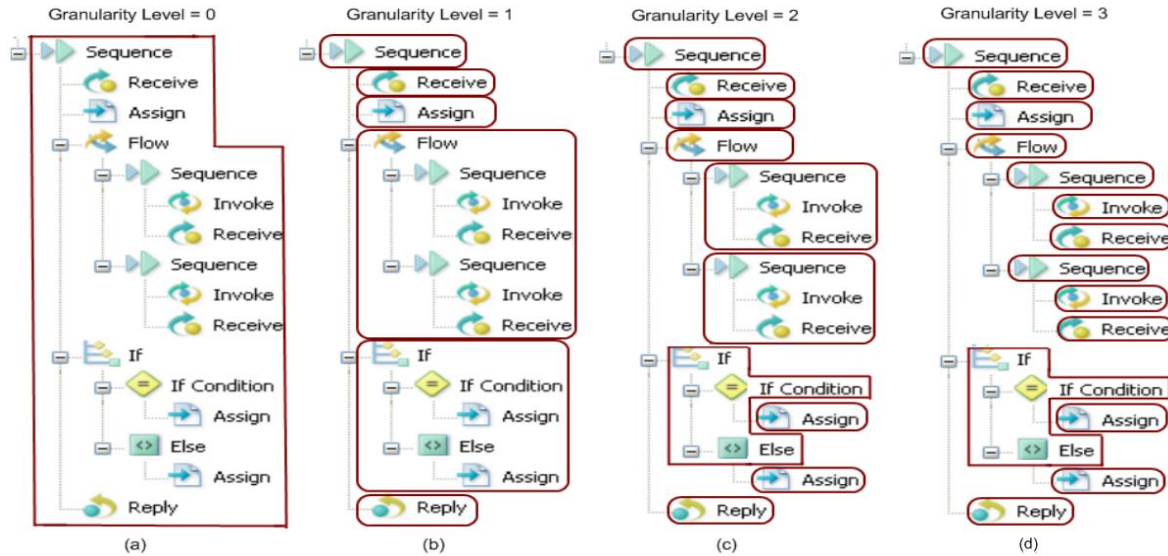 Granularity Level = 0
Sequence
Receive
Assign
Flow
Sequence
Invoke
Receive
Sequence
Invoke
Receive
If
If Condition
Assign
Else
Assign
Reply
(a)
Granularity Level = 1
Sequence
Receive
Assign
Flow
Sequence
Invoke
Receive
Sequence
Invoke
Receive
If
If Condition
Assign
Else
Assign
Reply
(b)
Granularity Level = 2
Sequence
Receive
Assign
Flow
Sequence
Invoke
Receive
Sequence
Invoke
Receive
If
If Condition
Assign
Else
Assign
Reply
(c)
Granularity Level = 3
Sequence
Receive
Assign
Flow
Sequence
Invoke
Receive
Sequence
Invoke
Receive
If
If Condition
Assign
Else
Assign
Reply
(d)